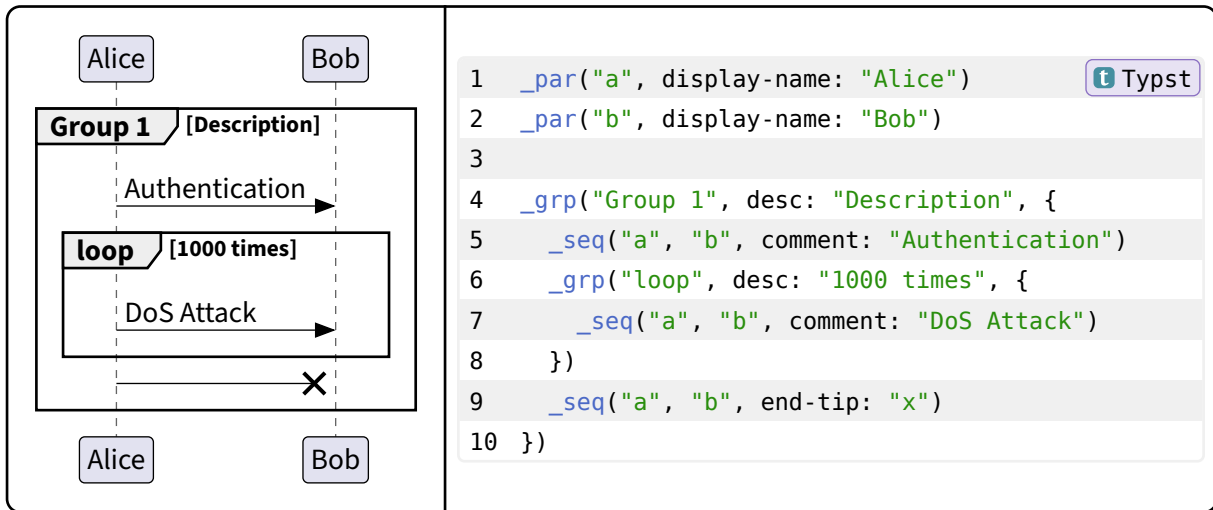 Alice Bob
Group 1 [Description]
Authentication
loop [1000 times]
DoS Attack
Alice Bob
1 _par("a", display-name: "Alice")
Typst
2 _par("b", display-name: "Bob")
3
4 _grp("Group 1", desc: "Description", {
5   _seq("a", "b", comment: "Authentication")
6   _grp("loop", desc: "1000 times", {
7     _seq("a", "b", comment: "DoS Attack")
8   })
9   _seq("a", "b", end-tip: "x")
10 })